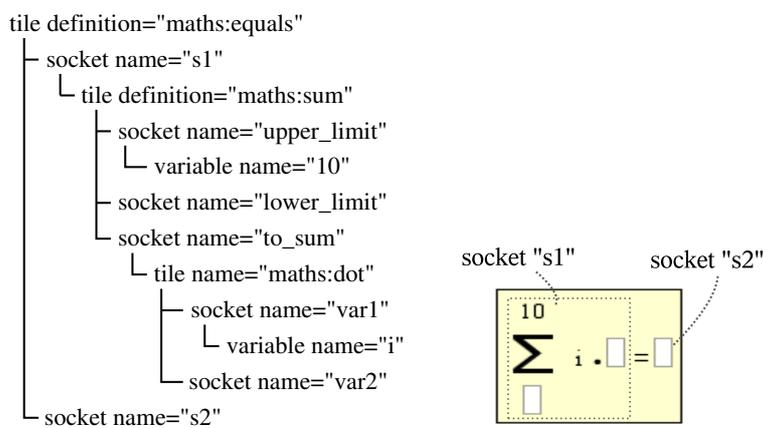 tile definition="maths:equals"
socket name="s1"
tile definition="maths:sum"
socket name="upper_limit"
variable name="10"
socket name="lower_limit"
socket name="to_sum"
tile name="maths:dot"
socket name="var1"
variable name="i"
socket name="var2"
socket name="s2"
socket "s1"
socket "s2"
10
∑ i . =